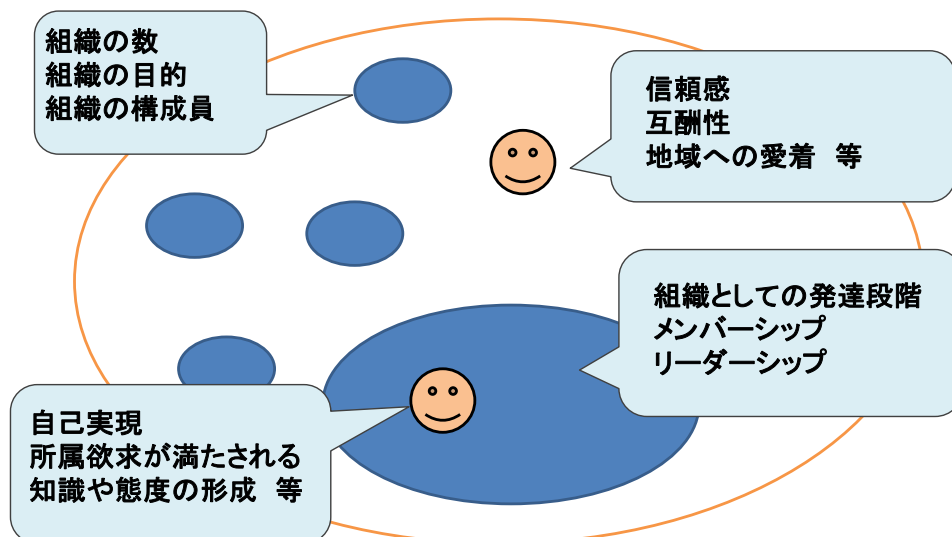 組織の数
組織の目的
組織の構成員
信頼感
互酬性
地域への愛着　等
組織としての発達段階
メンバーシップ
リーダーシップ
自己実現
所属欲求が満たされる
知識や態度の形成　等